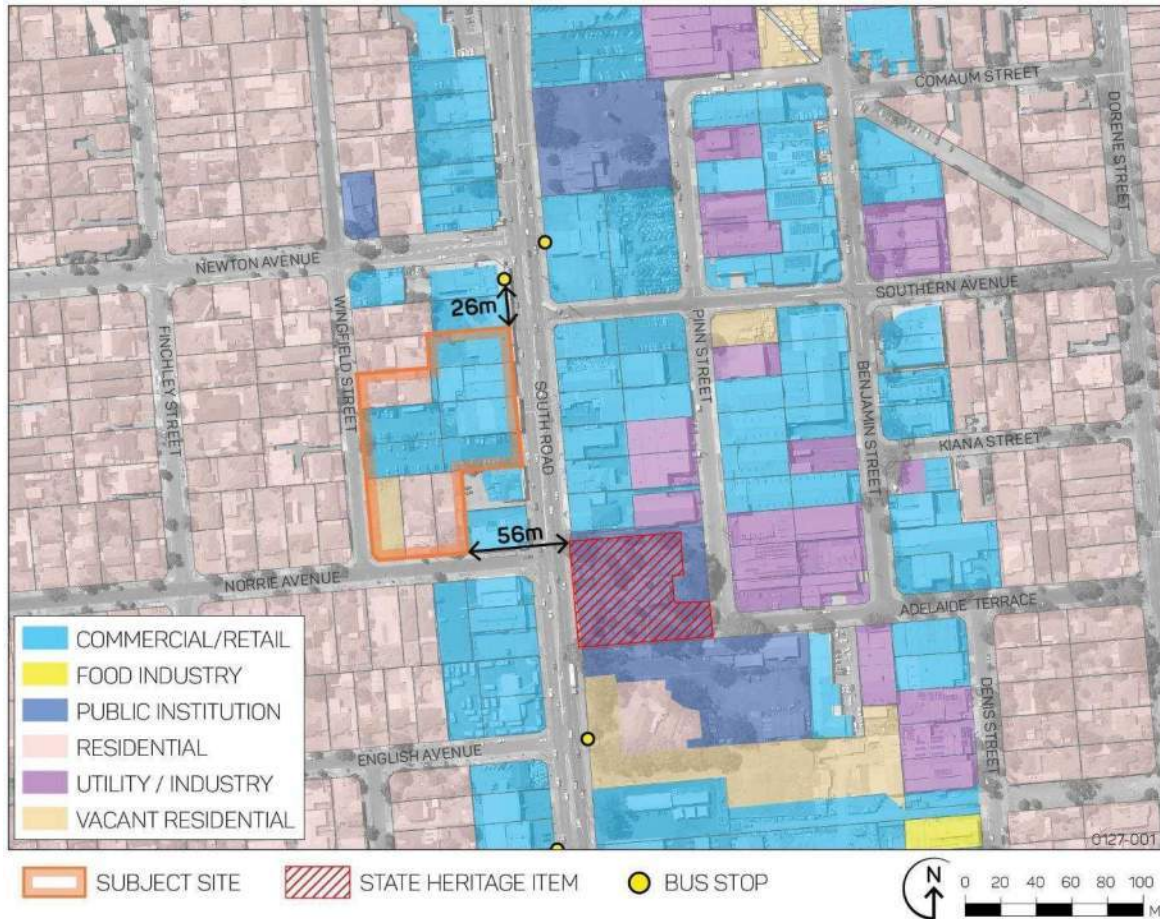 COMAUM STREET
DORENE STREET
NEWTON AVENUE
SOUTHERN AVENUE
26m
WINGFIELD STREET
FINCHLEY STREET
SOUTH ROAD
PINN STREET
BENJAMIN STREET
KIANA STREET
56m
NORRIE AVENUE
ADELAIDE TERRACE
DENIS STREET
ENGLISH AVENUE
COMMERCIAL/RETAIL
FOOD INDUSTRY
PUBLIC INSTITUTION
RESIDENTIAL
UTILITY / INDUSTRY
VACANT RESIDENTIAL
0127-001
SUBJECT SITE
STATE HERITAGE ITEM
BUS STOP
N
0 20 40 60 80 100
M